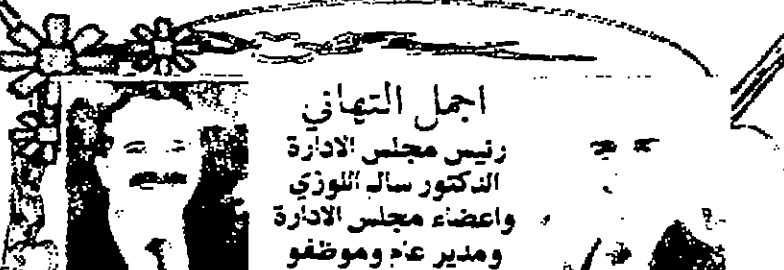 اجمل التهاني
رئيس مجلس الادارة
الدكتور سالم اللوزي
واعضاء مجلس الادارة
ومدير عام وموظفو